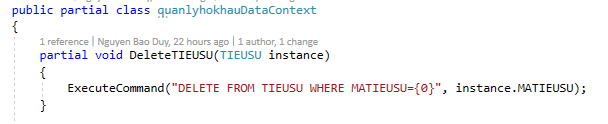 public partial class quanlyhokhauDataContext
{
1 reference | Nguyen Bao Duy, 22 hours ago | 1 author, 1 change
partial void DeleteTIEUSU(TIEUSU instance)
{
ExecuteCommand("DELETE FROM TIEUSU WHERE MATIEUSU={0}", instance.MATIEUSU);
}